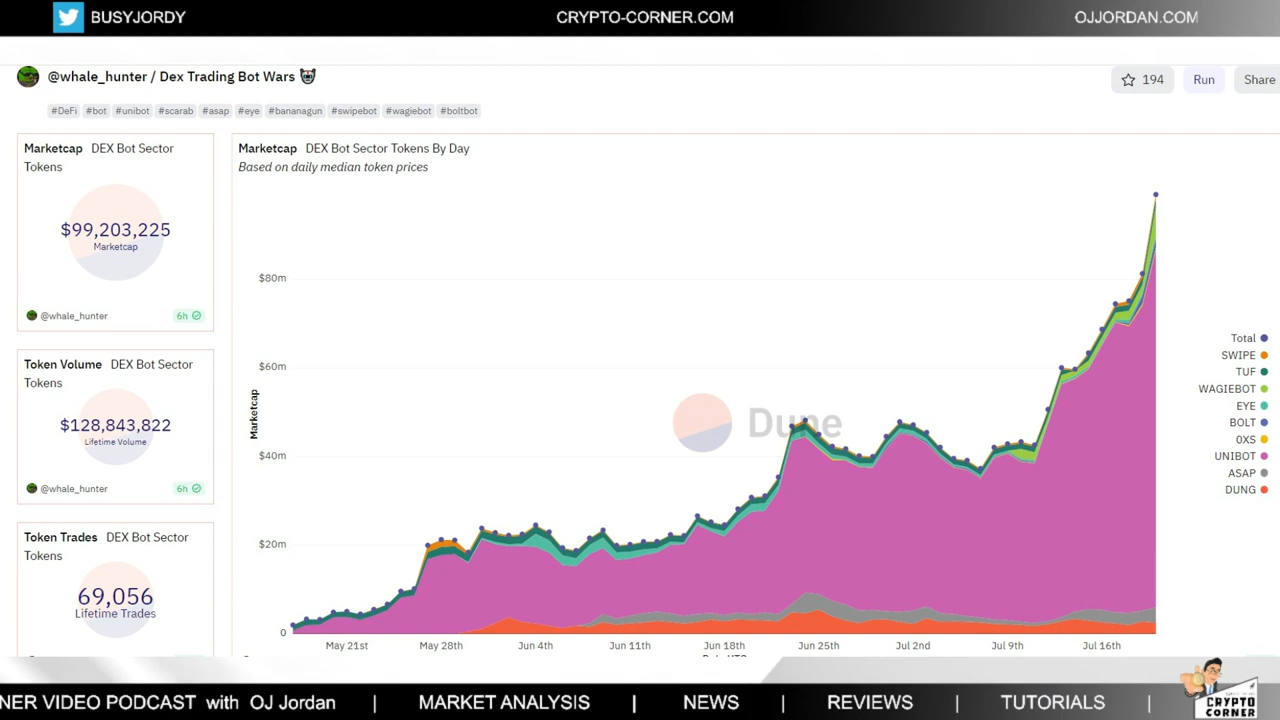 BUSYJORDY
CRYPTO-CORNER.COM
OJJORDAN.COM
@whale_hunter / Dex Trading Bot Wars
194
Run
Share
#DeFi #bot #unibot #scarab #asap #eye #bananagun #swipebot #wagiebot #boltbot
Marketcap DEX Bot Sector
Tokens
$99,203,225
Marketcap
@whale_hunter
6h
Token Volume DEX Bot Sector
Tokens
$128,843,822
Lifetime Volume
@whale_hunter
6h
Token Trades DEX Bot Sector
Tokens
69,056
Lifetime Trades
Marketcap DEX Bot Sector Tokens By Day
Based on daily median token prices
Marketcap
$80m
$60m
$40m
$20m
0
Dune
May 21st
May 28th
Jun 4th
Jun 11th
Jun 18th
Jun 25th
Jul 2nd
Jul 9th
Jul 16th
Total
SWIPE
TUF
WAGIEBOT
EYE
BOLT
0XS
UNIBOT
ASAP
DUNG
NER VIDEO PODCAST with OJ Jordan | MARKET ANALYSIS | NEWS | REVIEWS | TUTORIALS |
CRYPTO
CORNER